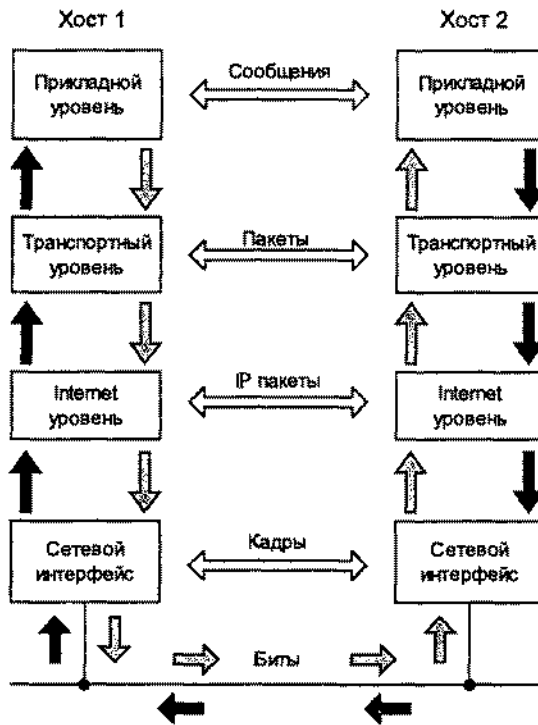 Хост 1
Хост 2
Прикладной
уровень
Сообщения
Прикладной
уровень
Транспортный
уровень
Пакеты
Транспортный
уровень
Internet
уровень
IP пакеты
Internet
уровень
Сетевой
интерфейс
Кадры
Сетевой
интерфейс
Биты